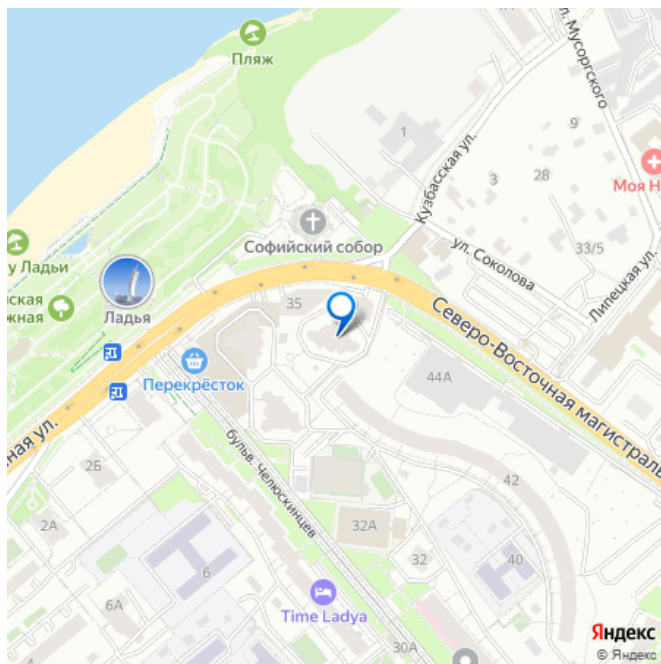 ул. Мусоргского
Пляж
1
9
Кузбасская ул.
Моя Н
3
28
Софийский собор
33/5
ул. Соколова
у Ладьи
Липецкая ул.
нская
жная
Ладья
35
Северо-Восточная магистраль
Перекрёсток
44А
ная ул.
бульв. Челюскинцев
2Б
42
2А
32А
32
40
6
6А
Time Ladya
30А
Яндекс
© Яндекс